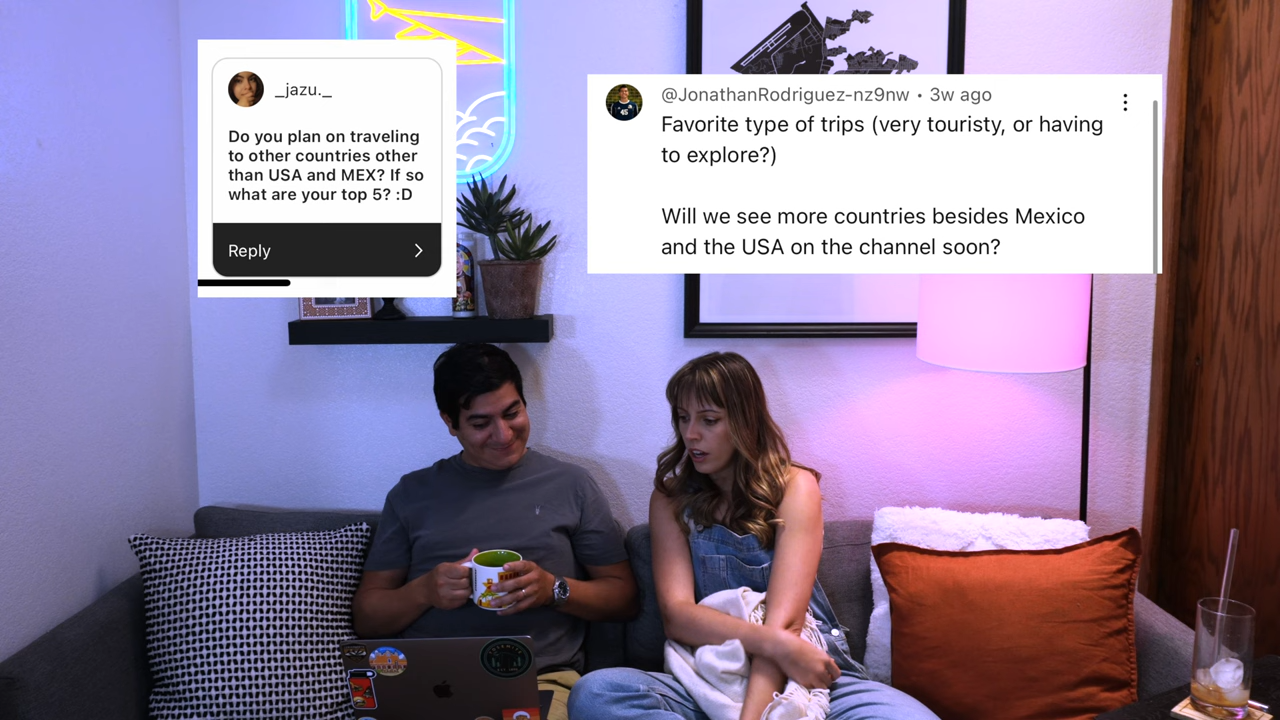 _jazu._
Do you plan on traveling
to other countries other
than USA and MEX? If so
what are your top 5? :D
Reply
@JonathanRodriguez-nz9nw • 3w ago
Favorite type of trips (very touristy, or having
to explore?)
Will we see more countries besides Mexico
and the USA on the channel soon?